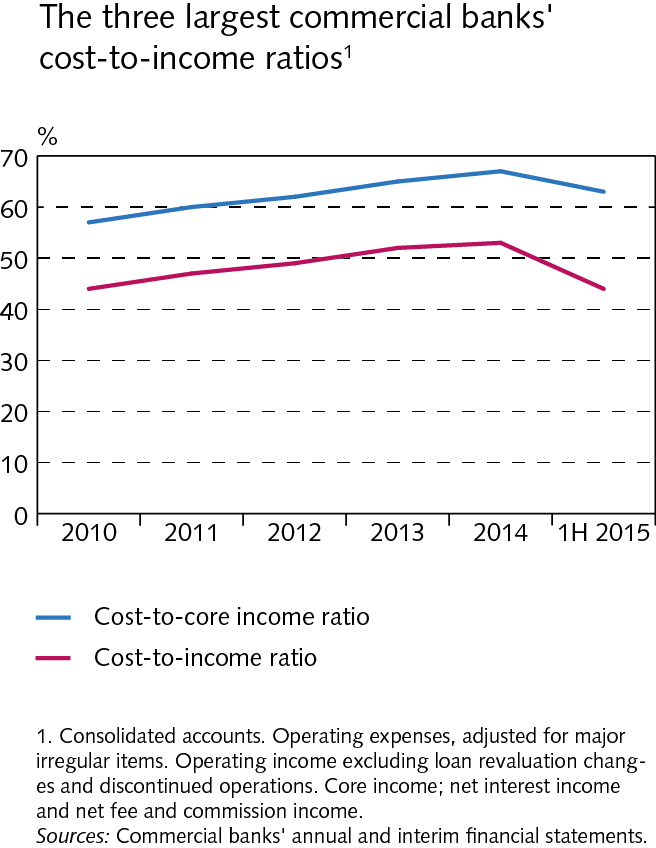 The three largest commercial banks'
cost-to-income ratios¹
%
70
60
50
40
30
20
10
0
2010 2011 2012 2013 2014 1H 2015
Cost-to-core income ratio
Cost-to-income ratio
1. Consolidated accounts. Operating expenses, adjusted for major
irregular items. Operating income excluding loan revaluation chang-
es and discontinued operations. Core income; net interest income
and net fee and commission income.
Sources: Commercial banks' annual and interim financial statements.